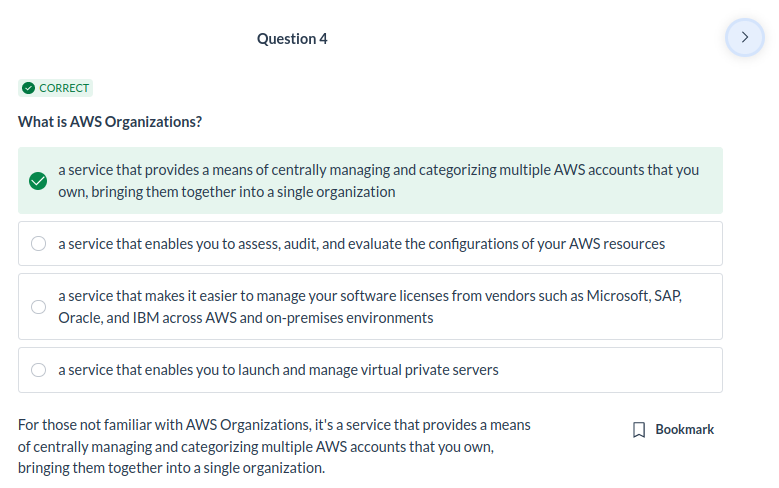 Question 4
CORRECT
What is AWS Organizations?
a service that provides a means of centrally managing and categorizing multiple AWS accounts that you
own, bringing them together into a single organization
a service that enables you to assess, audit, and evaluate the configurations of your AWS resources
a service that makes it easier to manage your software licenses from vendors such as Microsoft, SAP,
Oracle, and IBM across AWS and on-premises environments
a service that enables you to launch and manage virtual private servers
For those not familiar with AWS Organizations, it's a service that provides a means
of centrally managing and categorizing multiple AWS accounts that you own,
bringing them together into a single organization.
Bookmark